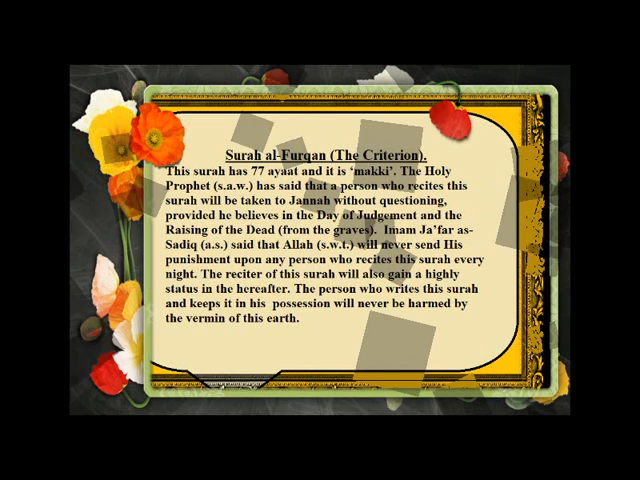 Surah al-Furqan (The Criterion).
This surah has 77 ayaat and it is ‘makki’. The Holy
Prophet (s.a.w.) has said that a person who recites this
surah will be taken to Jannah without questioning,
provided he believes in the Day of Judgement and the
Raising of the Dead (from the graves).  Imam Ja’far as-
Sadiq (a.s.) said that Allah (s.w.t.) will never send His
punishment upon any person who recites this surah every
night. The reciter of this surah will also gain a highly
status in the hereafter. The person who writes this surah
and keeps it in his  possession will never be harmed by
the vermin of this earth.